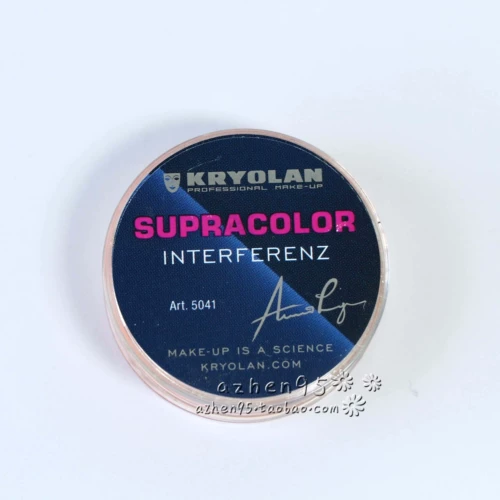 KRYOLAN
PROFESSIONAL MAKE-UP
SUPRACOLOR
INTERFERENZ
Art. 5041
MAKE-UP IS A SCIENCE
KRYOLAN.COM
azhen95
azhen95.taobao.com